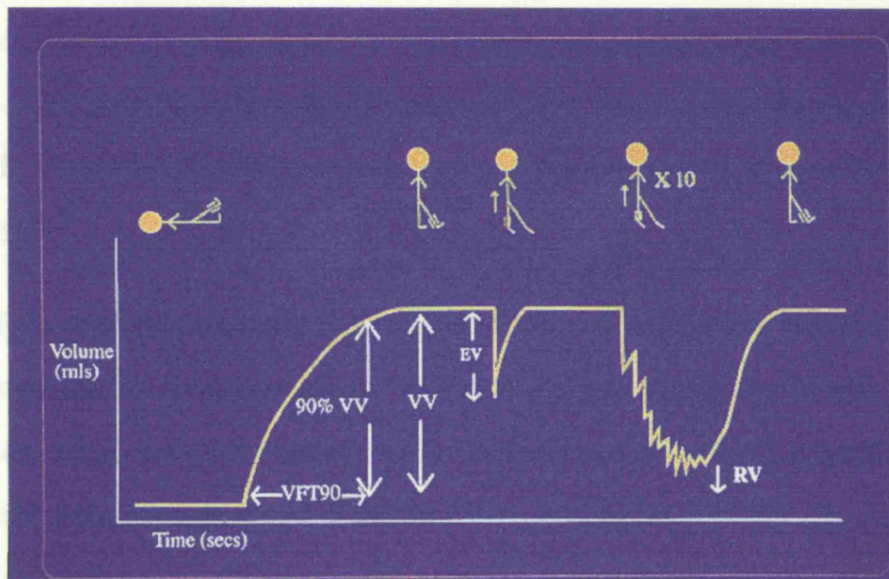 X 10
Volume
(mls)
EV
90% VV
VV
VFT90
RV
Time (secs)